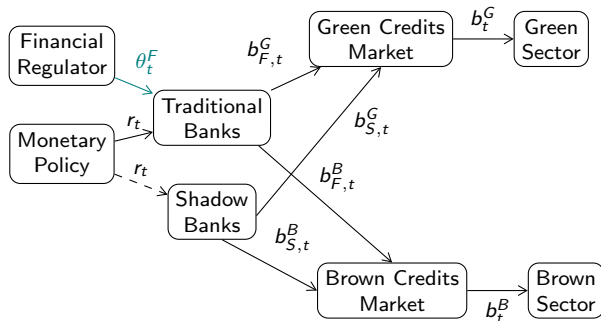 Financial
Regulator
θ_t^F
Monetary
Policy
r_t
r_t
Traditional
Banks
Shadow
Banks
b_{F,t}^G
b_{S,t}^G
b_{F,t}^B
b_{S,t}^B
Green Credits
Market
b_t^G
Green
Sector
Brown Credits
Market
b_t^B
Brown
Sector